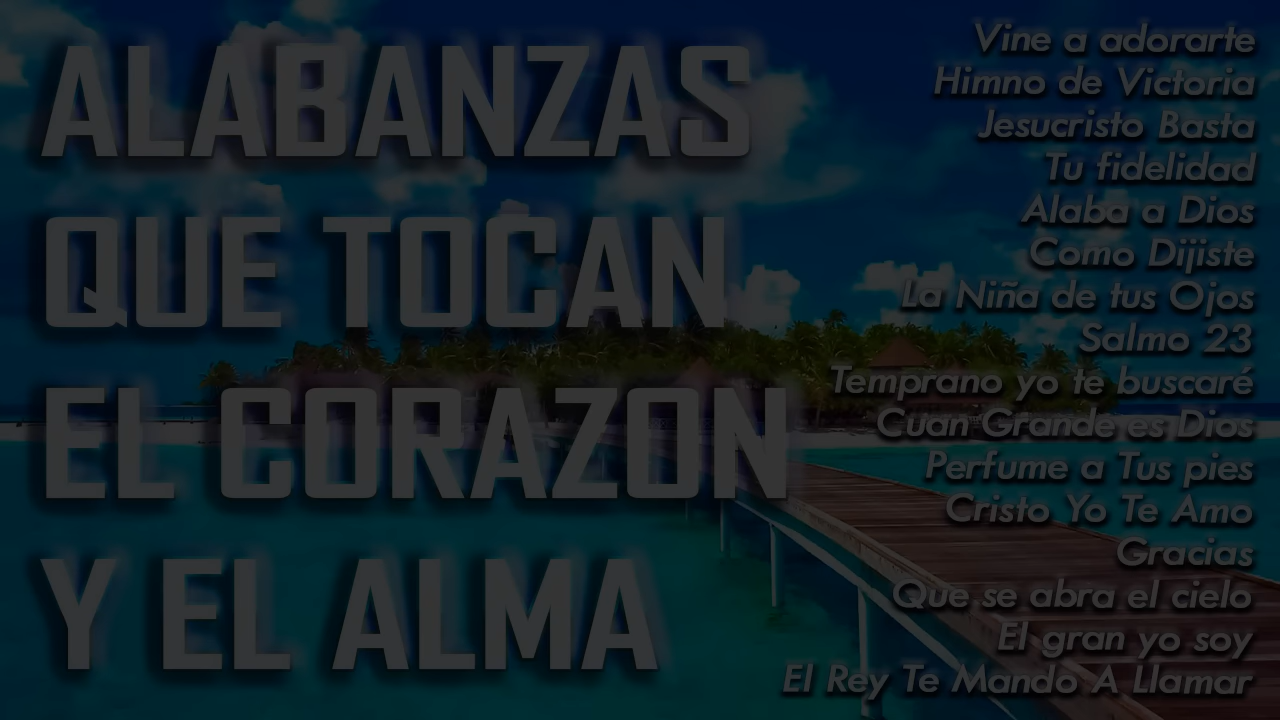 ALABANZAS
QUE TOCAN
EL CORAZON
Y EL ALMA
Vine a adorarte
Himno de Victoria
Jesucristo Basta
Tu fidelidad
Alaba a Dios
Como Dijiste
La Niña de tus Ojos
Salmo 23
Temprano yo te buscaré
Cuan Grande es Dios
Perfume a Tus pies
Cristo Yo Te Amo
Gracias
Que se abra el cielo
El gran yo soy
El Rey Te Mando A Llamar